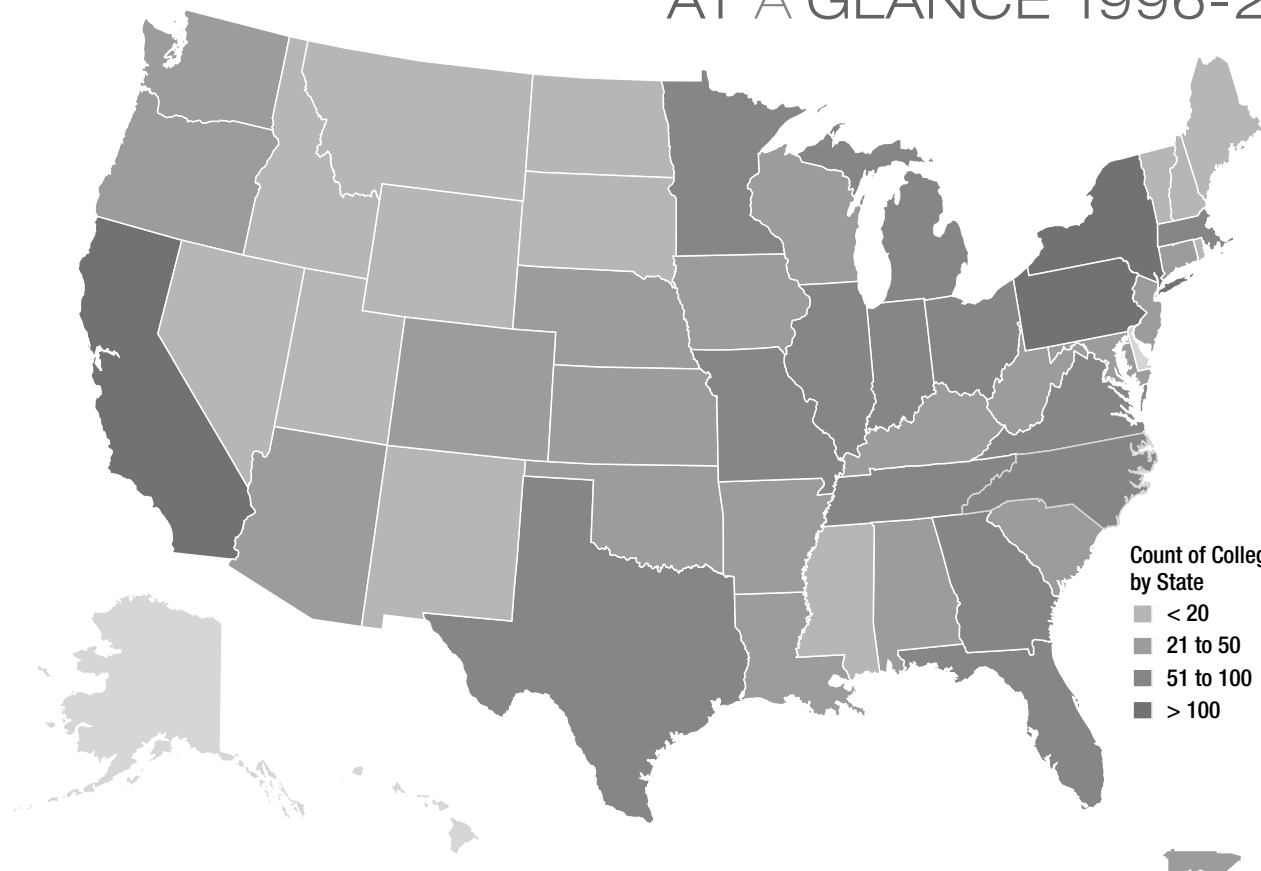 AT A GLANCE 1996-2
Count of Colleg
by State
< 20
21 to 50
51 to 100
> 100